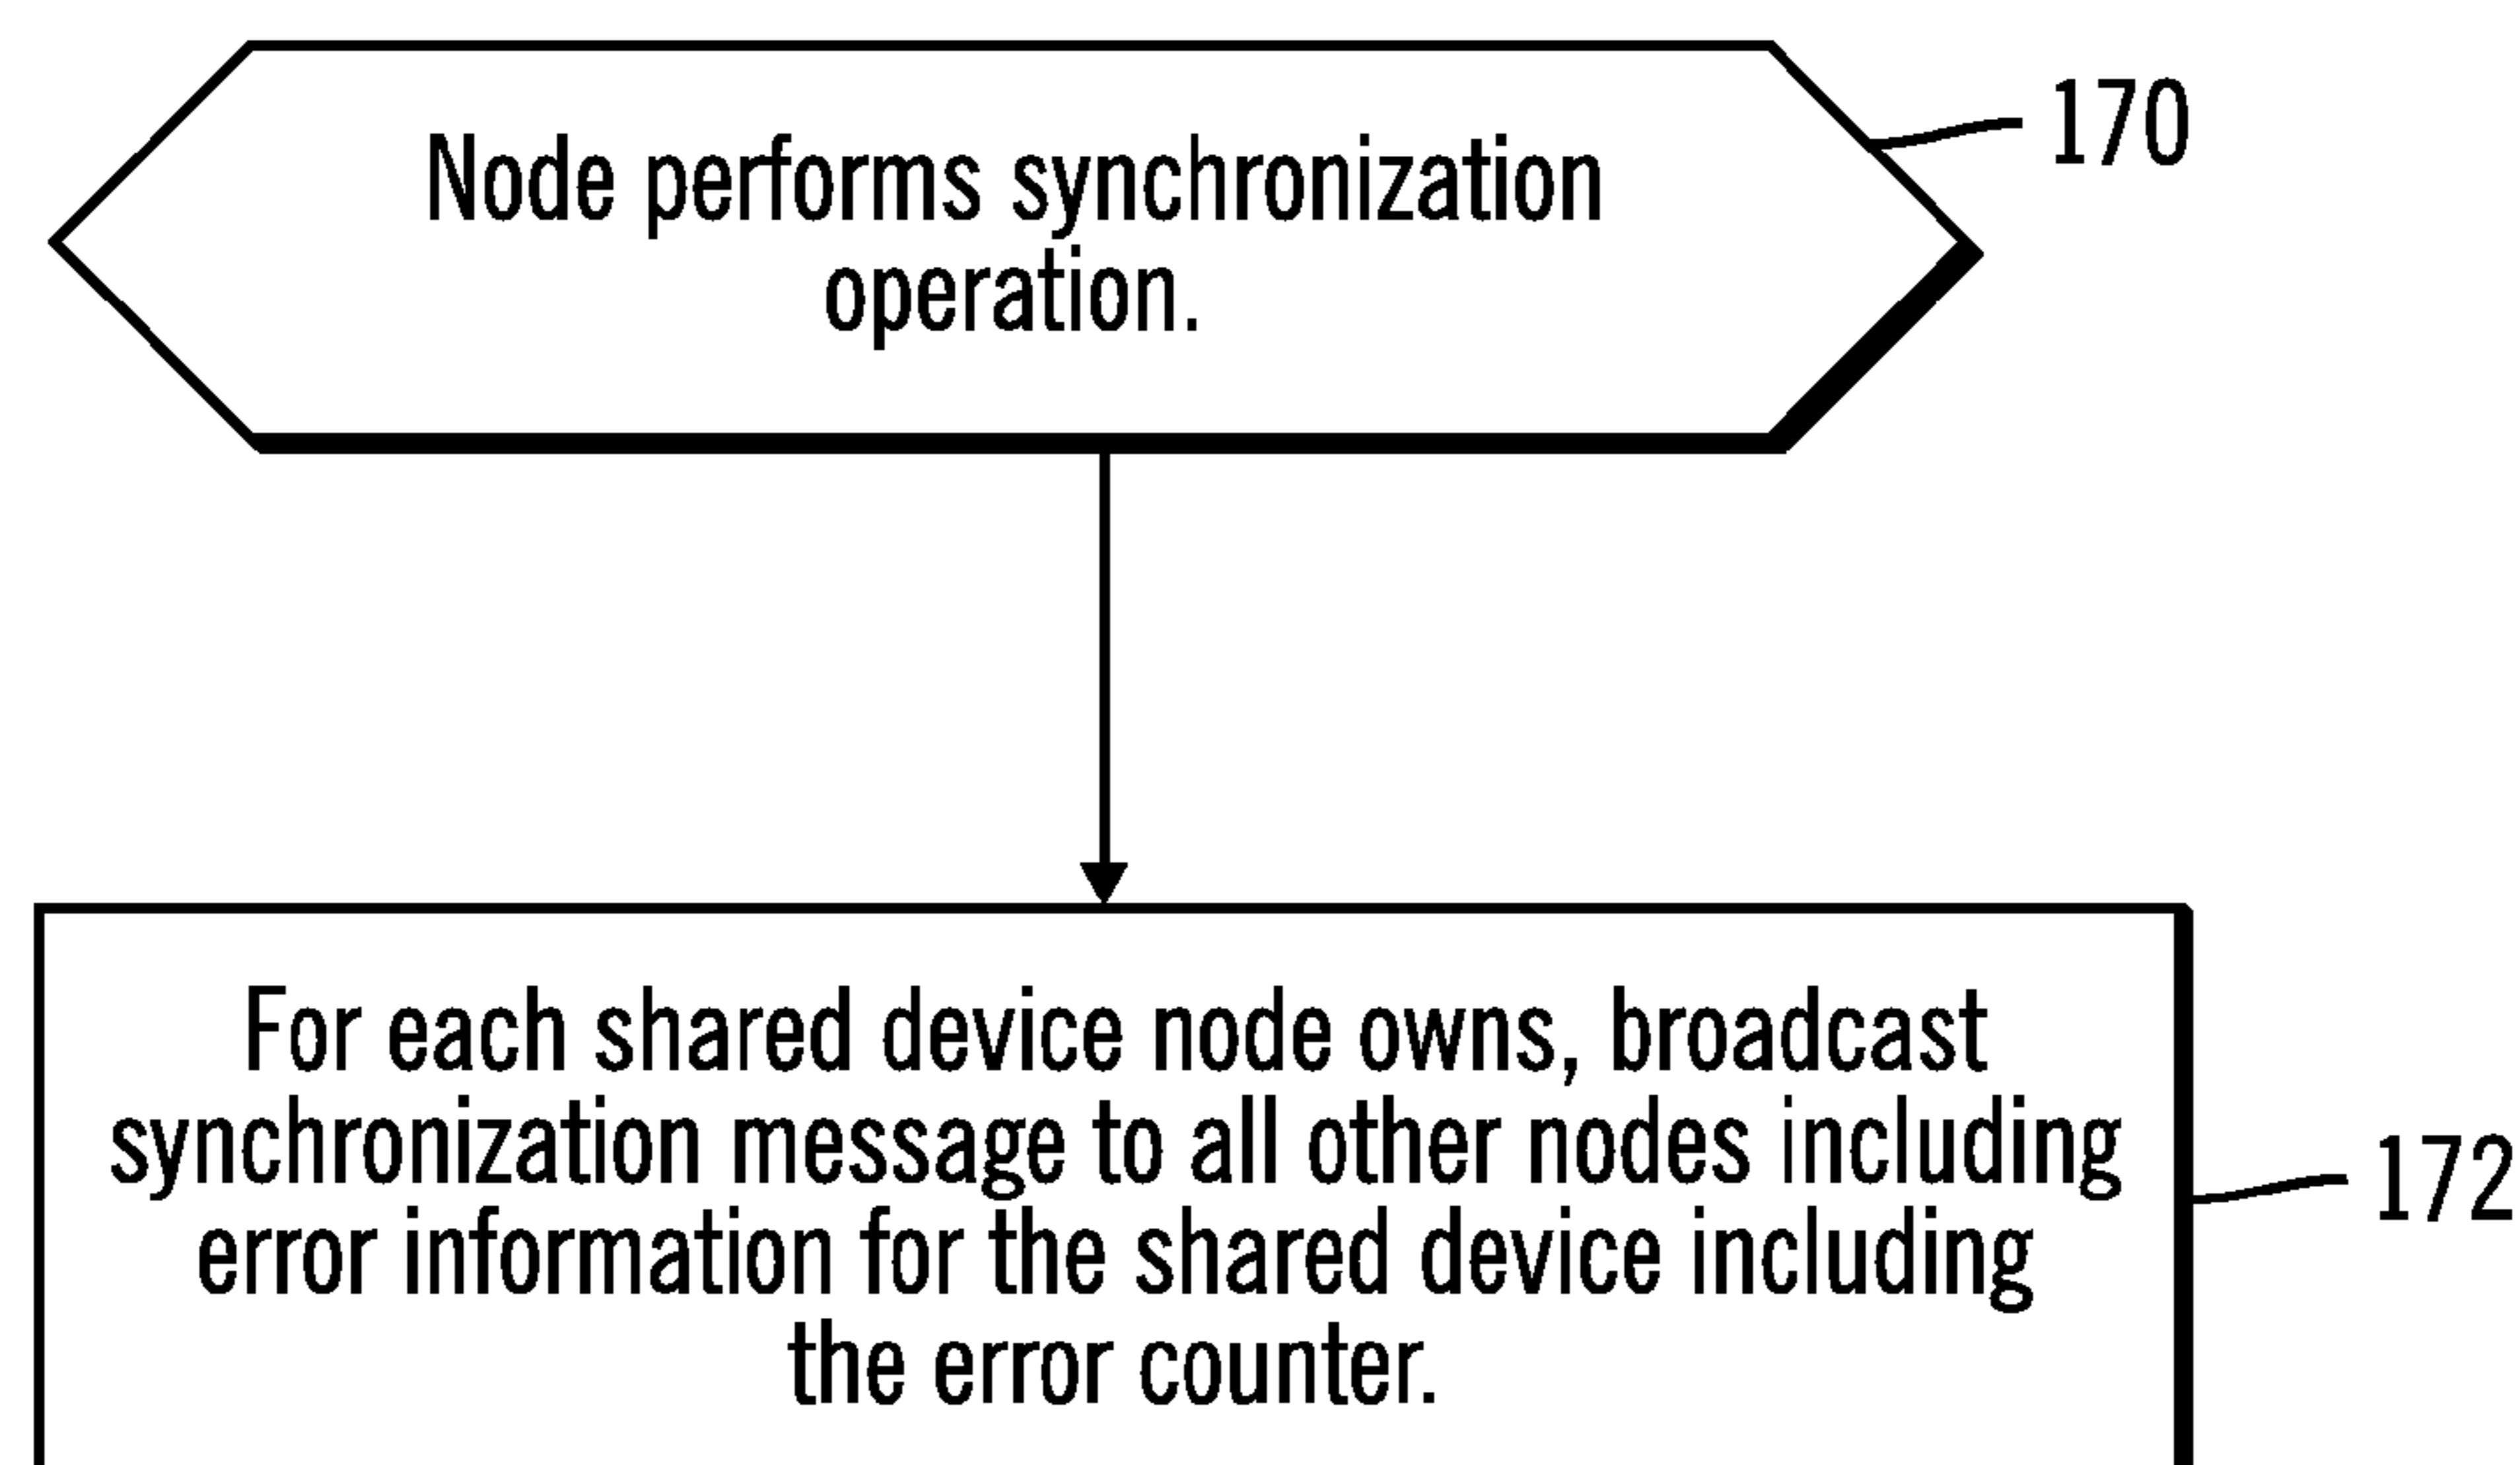 Node performs synchronization
operation.
170
For each shared device node owns, broadcast
synchronization message to all other nodes including
error information for the shared device including
the error counter.
172